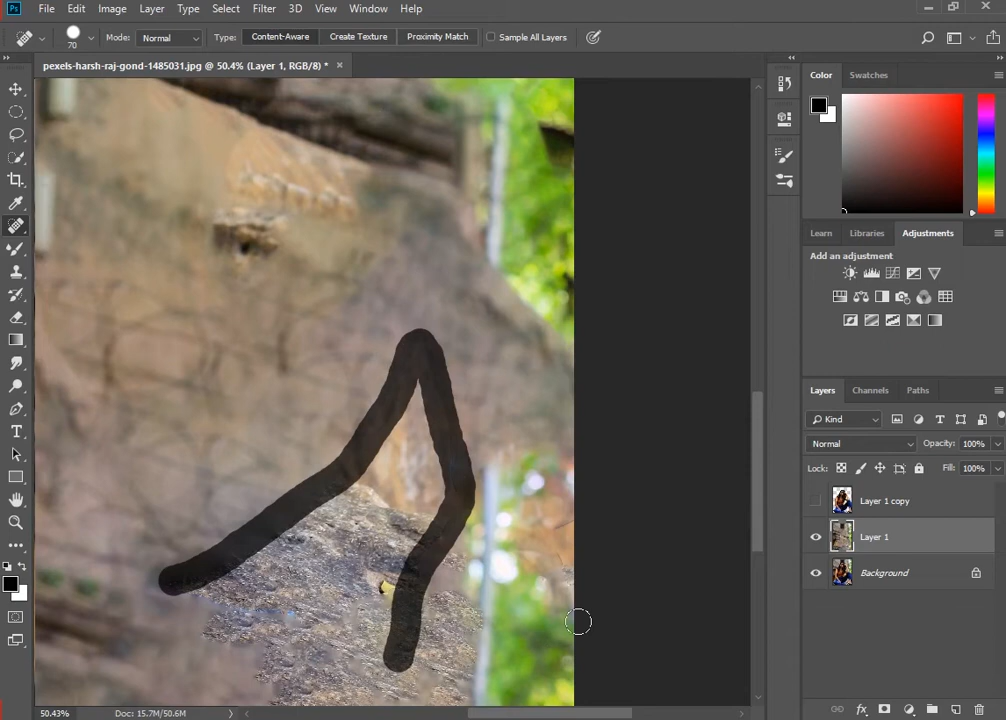 Ps File Edit Image Layer Type Select Filter 3D View Window Help
70 Mode: Normal Type: Content-Aware Create Texture Proximity Match Sample All Layers
pexels-harsh-raj-gond-1485031.jpg @ 50.4% (Layer 1, RGB/8) *
Color Swatches
Learn Libraries Adjustments
Add an adjustment
Layers Channels Paths
Kind
Normal Opacity: 100%
Lock: Fill: 100%
Layer 1 copy
Layer 1
Background
50.43% Doc: 15.7M/50.6M
fx